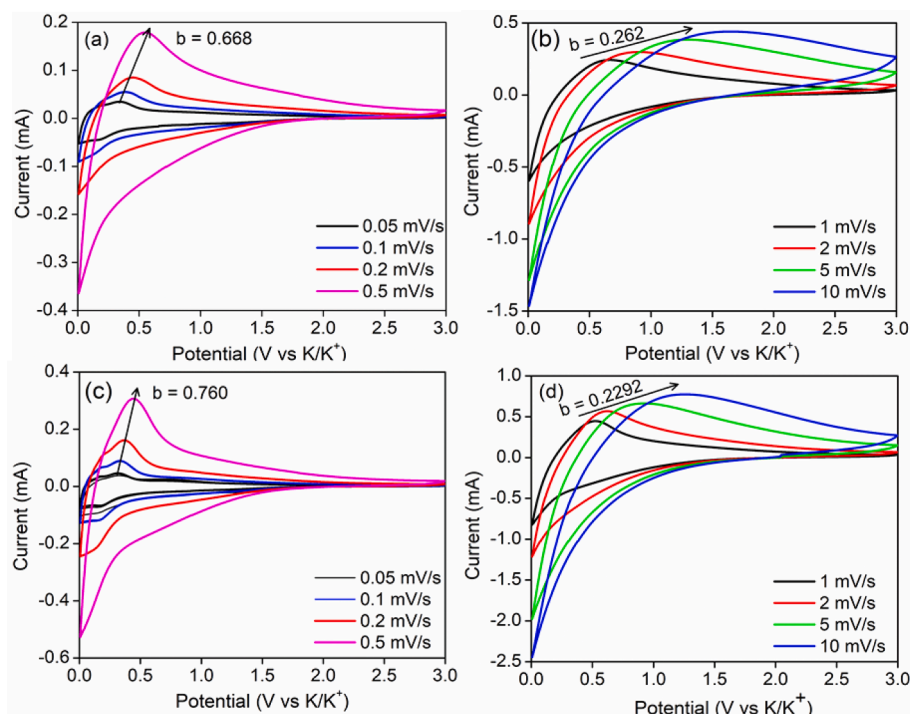 (a)
b = 0.668
0.2
0.1
0.0
-0.1
-0.2
-0.3
-0.4
Current (mA)
0.05 mV/s
0.1 mV/s
0.2 mV/s
0.5 mV/s
0.0 0.5 1.0 1.5 2.0 2.5 3.0
Potential (V vs K/K⁺)
(b)
b = 0.262
0.5
0.0
-0.5
-1.0
-1.5
Current (mA)
1 mV/s
2 mV/s
5 mV/s
10 mV/s
0.0 0.5 1.0 1.5 2.0 2.5 3.0
Potential (V vs K/K⁺)
(c)
b = 0.760
0.4
0.2
0.0
-0.2
-0.4
-0.6
Current (mA)
0.05 mV/s
0.1 mV/s
0.2 mV/s
0.5 mV/s
0.0 0.5 1.0 1.5 2.0 2.5 3.0
Potential (V vs K/K⁺)
(d)
b = 0.2292
1.0
0.5
0.0
-0.5
-1.0
-1.5
-2.0
-2.5
Current (mA)
1 mV/s
2 mV/s
5 mV/s
10 mV/s
0.0 0.5 1.0 1.5 2.0 2.5 3.0
Potential (V vs K/K⁺)